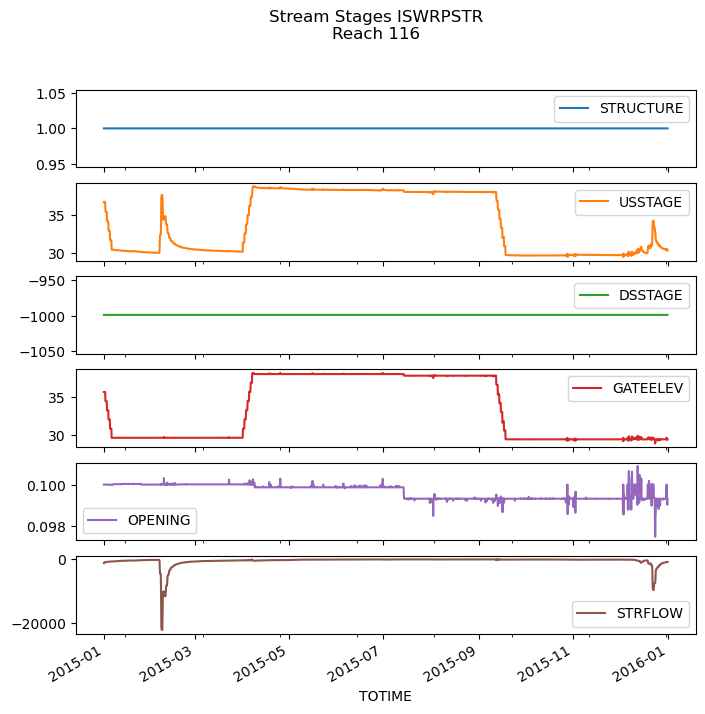 Stream Stages ISWRPSTR
Reach 116
1.05
1.00
0.95
STRUCTURE
35
30
USSTAGE
−950
−1000
−1050
DSSTAGE
35
30
GATEELEV
0.100
0.098
OPENING
0
−20000
STRFLOW
2015-01
2015-03
2015-05
2015-07
2015-09
2015-11
2016-01
TOTIME